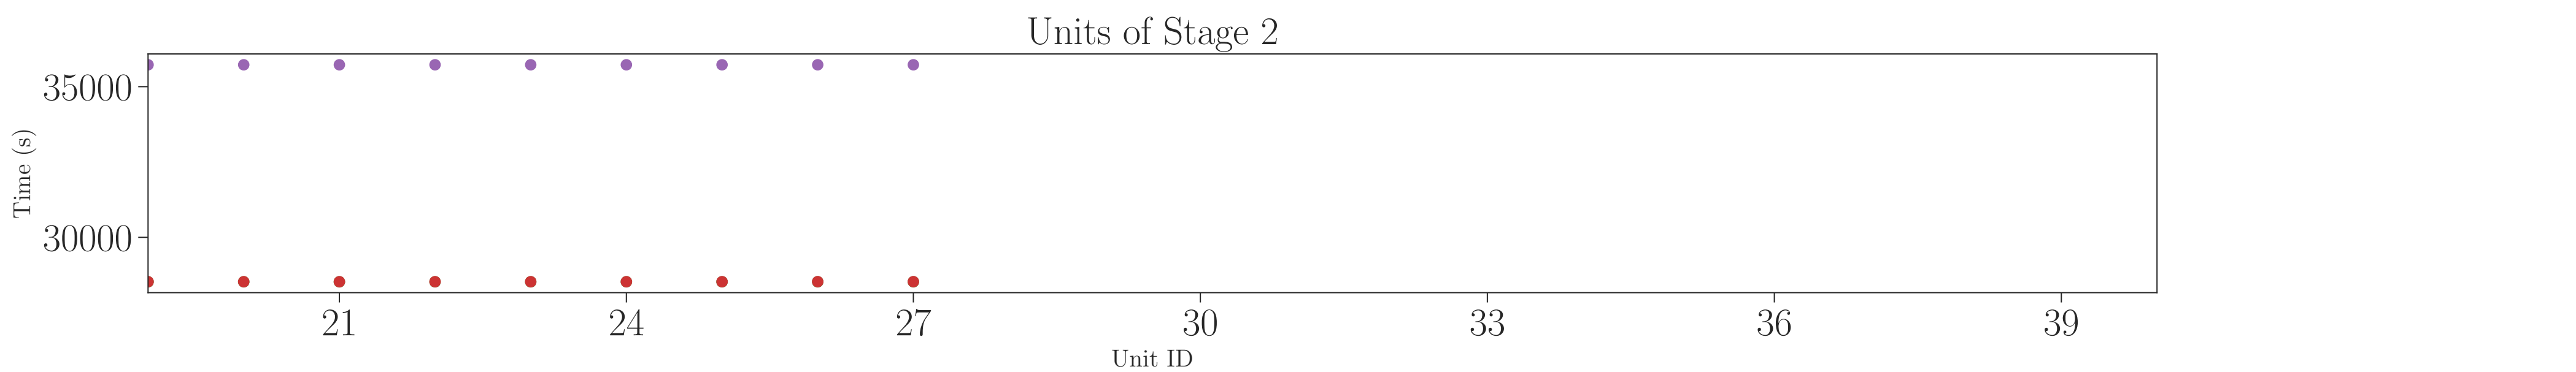 Units of Stage 2
35000
30000
Time (s)
21 24 27 30 33 36 39
Unit ID